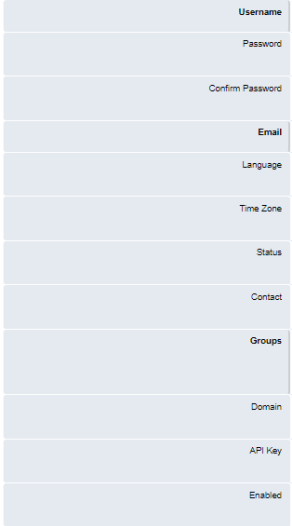 Username
Password
Confirm Password
Email
Language
Time Zone
Status
Contact
Groups
Domain
API Key
Enabled